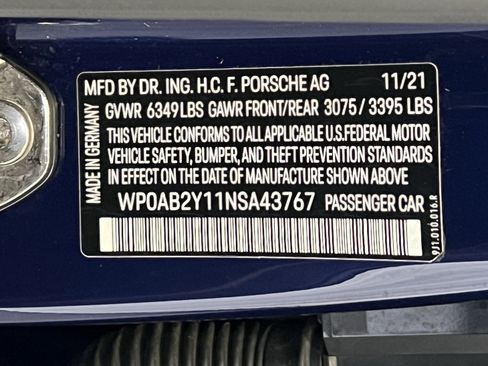 MFD BY DR. ING. H.C. F. PORSCHE AG 11/21
GVWR 6349LBS GAWR FRONT/REAR 3075 / 3395 LBS
THIS VEHICLE CONFORMS TO ALL APPLICABLE U.S.FEDERAL MOTOR
VEHICLE SAFETY, BUMPER, AND THEFT PREVENTION STANDARDS
IN EFFECT ON THE DATE OF MANUFACTURE SHOWN ABOVE.
WP0AB2Y11NSA43767 PASSENGER CAR
MADE IN GERMANY
9J1.010.016.R